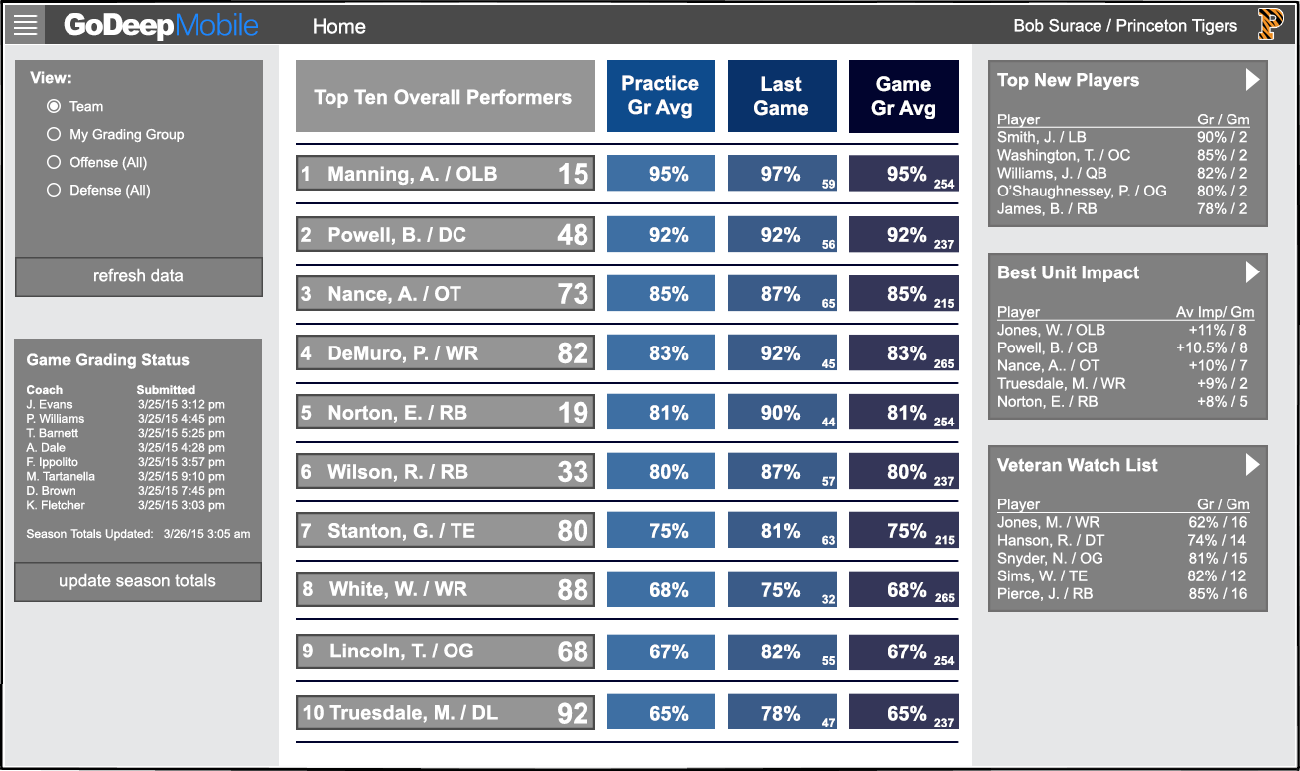 GoDeepMobile
Home
Bob Surace / Princeton Tigers
P
View:
Team
My Grading Group
Offense (All)
Defense (All)
refresh data
Game Grading Status
Coach Submitted
J. Evans 3/25/15 3:12 pm
P. Williams 3/25/15 4:45 pm
T. Barnett 3/25/15 5:25 pm
A. Dale 3/25/15 4:28 pm
F. Ippolito 3/25/15 3:57 pm
M. Tartanella 3/25/15 9:10 pm
D. Brown 3/25/15 7:45 pm
K. Fletcher 3/25/15 3:03 pm
Season Totals Updated: 3/26/15 3:05 am
update season totals
Top Ten Overall Performers
Practice
Gr Avg
Last
Game
Game
Gr Avg
1 Manning, A. / OLB 15 95% 97% 59 95% 254
2 Powell, B. / DC 48 92% 92% 56 92% 237
3 Nance, A. / OT 73 85% 87% 65 85% 215
4 DeMuro, P. / WR 82 83% 92% 45 83% 265
5 Norton, E. / RB 19 81% 90% 44 81% 254
6 Wilson, R. / RB 33 80% 87% 57 80% 237
7 Stanton, G. / TE 80 75% 81% 63 75% 215
8 White, W. / WR 88 68% 75% 32 68% 265
9 Lincoln, T. / OG 68 67% 82% 55 67% 254
10 Truesdale, M. / DL 92 65% 78% 47 65% 237
Top New Players
Player Gr / Gm
Smith, J. / LB 90% / 2
Washington, T. / OC 85% / 2
Williams, J. / QB 82% / 2
O'Shaughnessey, P. / OG 80% / 2
James, B. / RB 78% / 2
Best Unit Impact
Player Av Imp/ Gm
Jones, W. / OLB +11% / 8
Powell, B. / CB +10.5% / 8
Nance, A.. / OT +10% / 7
Truesdale, M. / WR +9% / 2
Norton, E. / RB +8% / 5
Veteran Watch List
Player Gr / Gm
Jones, M. / WR 62% / 16
Hanson, R. / DT 74% / 14
Snyder, N. / OG 81% / 15
Sims, W. / TE 82% / 12
Pierce, J. / RB 85% / 16